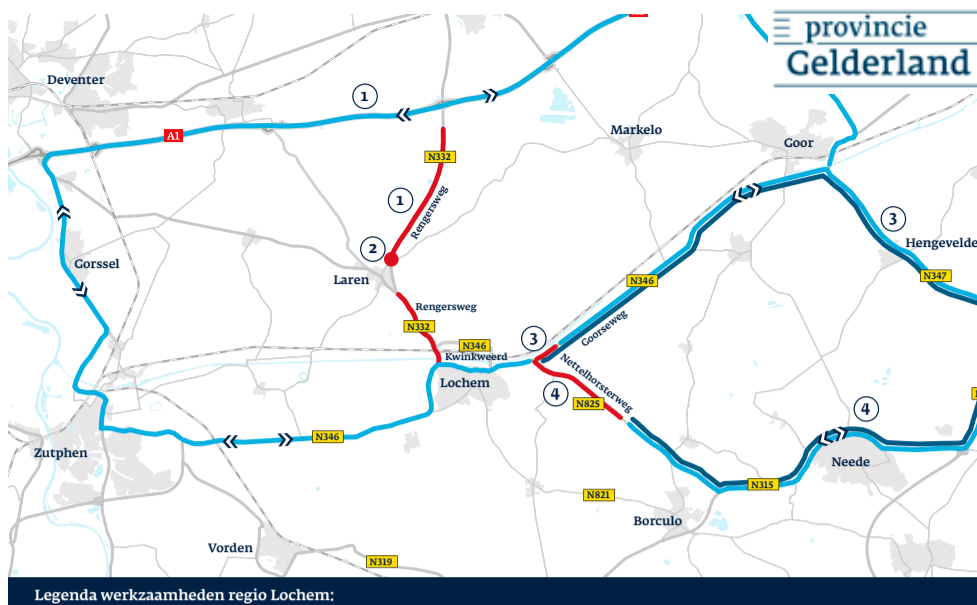 provincie
Gelderland
Deventer
1
A1
Markelo
Goor
N332
1
Rengersweg
3
2
Hengevelde
Gorssel
Laren
N347
N346
Rengersweg
Goorseweg
N332
3
N346
Kwinkweerd
Nettelhorsterweg
Lochem
4
N825
4
N346
Zutphen
Neede
N315
N821
Borculo
Vorden
N319
Legenda werkzaamheden regio Lochem: